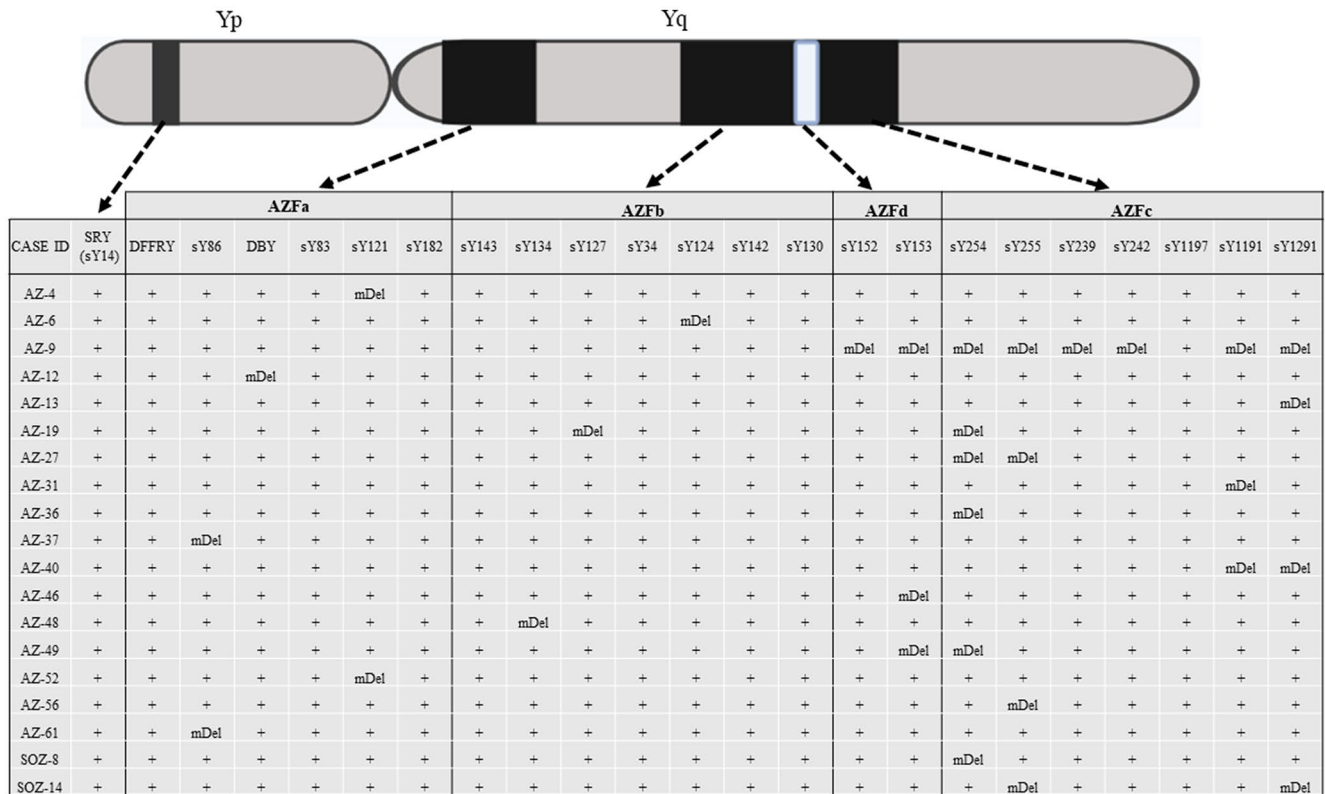 Yp Yq
AZFa AZFb AZFd AZFc
CASE ID SRY (sY14) DFFRY sY86 DBY sY83 sY121 sY182 sY143 sY134 sY127 sY34 sY124 sY142 sY130 sY152 sY153 sY254 sY255 sY239 sY242 sY1197 sY1191 sY1291
AZ-4 + + + + + mDel + + + + + + + + + + + + + + + + +
AZ-6 + + + + + + + + + + + mDel + + + + + + + + + + +
AZ-9 + + + + + + + + + + + + + + mDel mDel mDel mDel mDel mDel + mDel mDel
AZ-12 + + + mDel + + + + + + + + + + + + + + + + + + +
AZ-13 + + + + + + + + + + + + + + + + + + + + + + mDel
AZ-19 + + + + + + + + + mDel + + + + + + mDel + + + + + +
AZ-27 + + + + + + + + + + + + + + + + mDel mDel + + + + +
AZ-31 + + + + + + + + + + + + + + + + + + + + + mDel +
AZ-36 + + + + + + + + + + + + + + + + mDel + + + + + +
AZ-37 + + mDel + + + + + + + + + + + + + + + + + + + +
AZ-40 + + + + + + + + + + + + + + + + + + + + + mDel mDel
AZ-46 + + + + + + + + + + + + + + + mDel + + + + + + +
AZ-48 + + + + + + + + mDel + + + + + + + + + + + + + +
AZ-49 + + + + + + + + + + + + + + + mDel mDel + + + + + +
AZ-52 + + + + + mDel + + + + + + + + + + + + + + + + +
AZ-56 + + + + + + + + + + + + + + + + + mDel + + + + +
AZ-61 + + mDel + + + + + + + + + + + + + + + + + + + +
SOZ-8 + + + + + + + + + + + + + + + + mDel + + + + + +
SOZ-14 + + + + + + + + + + + + + + + + + mDel + + + + mDel